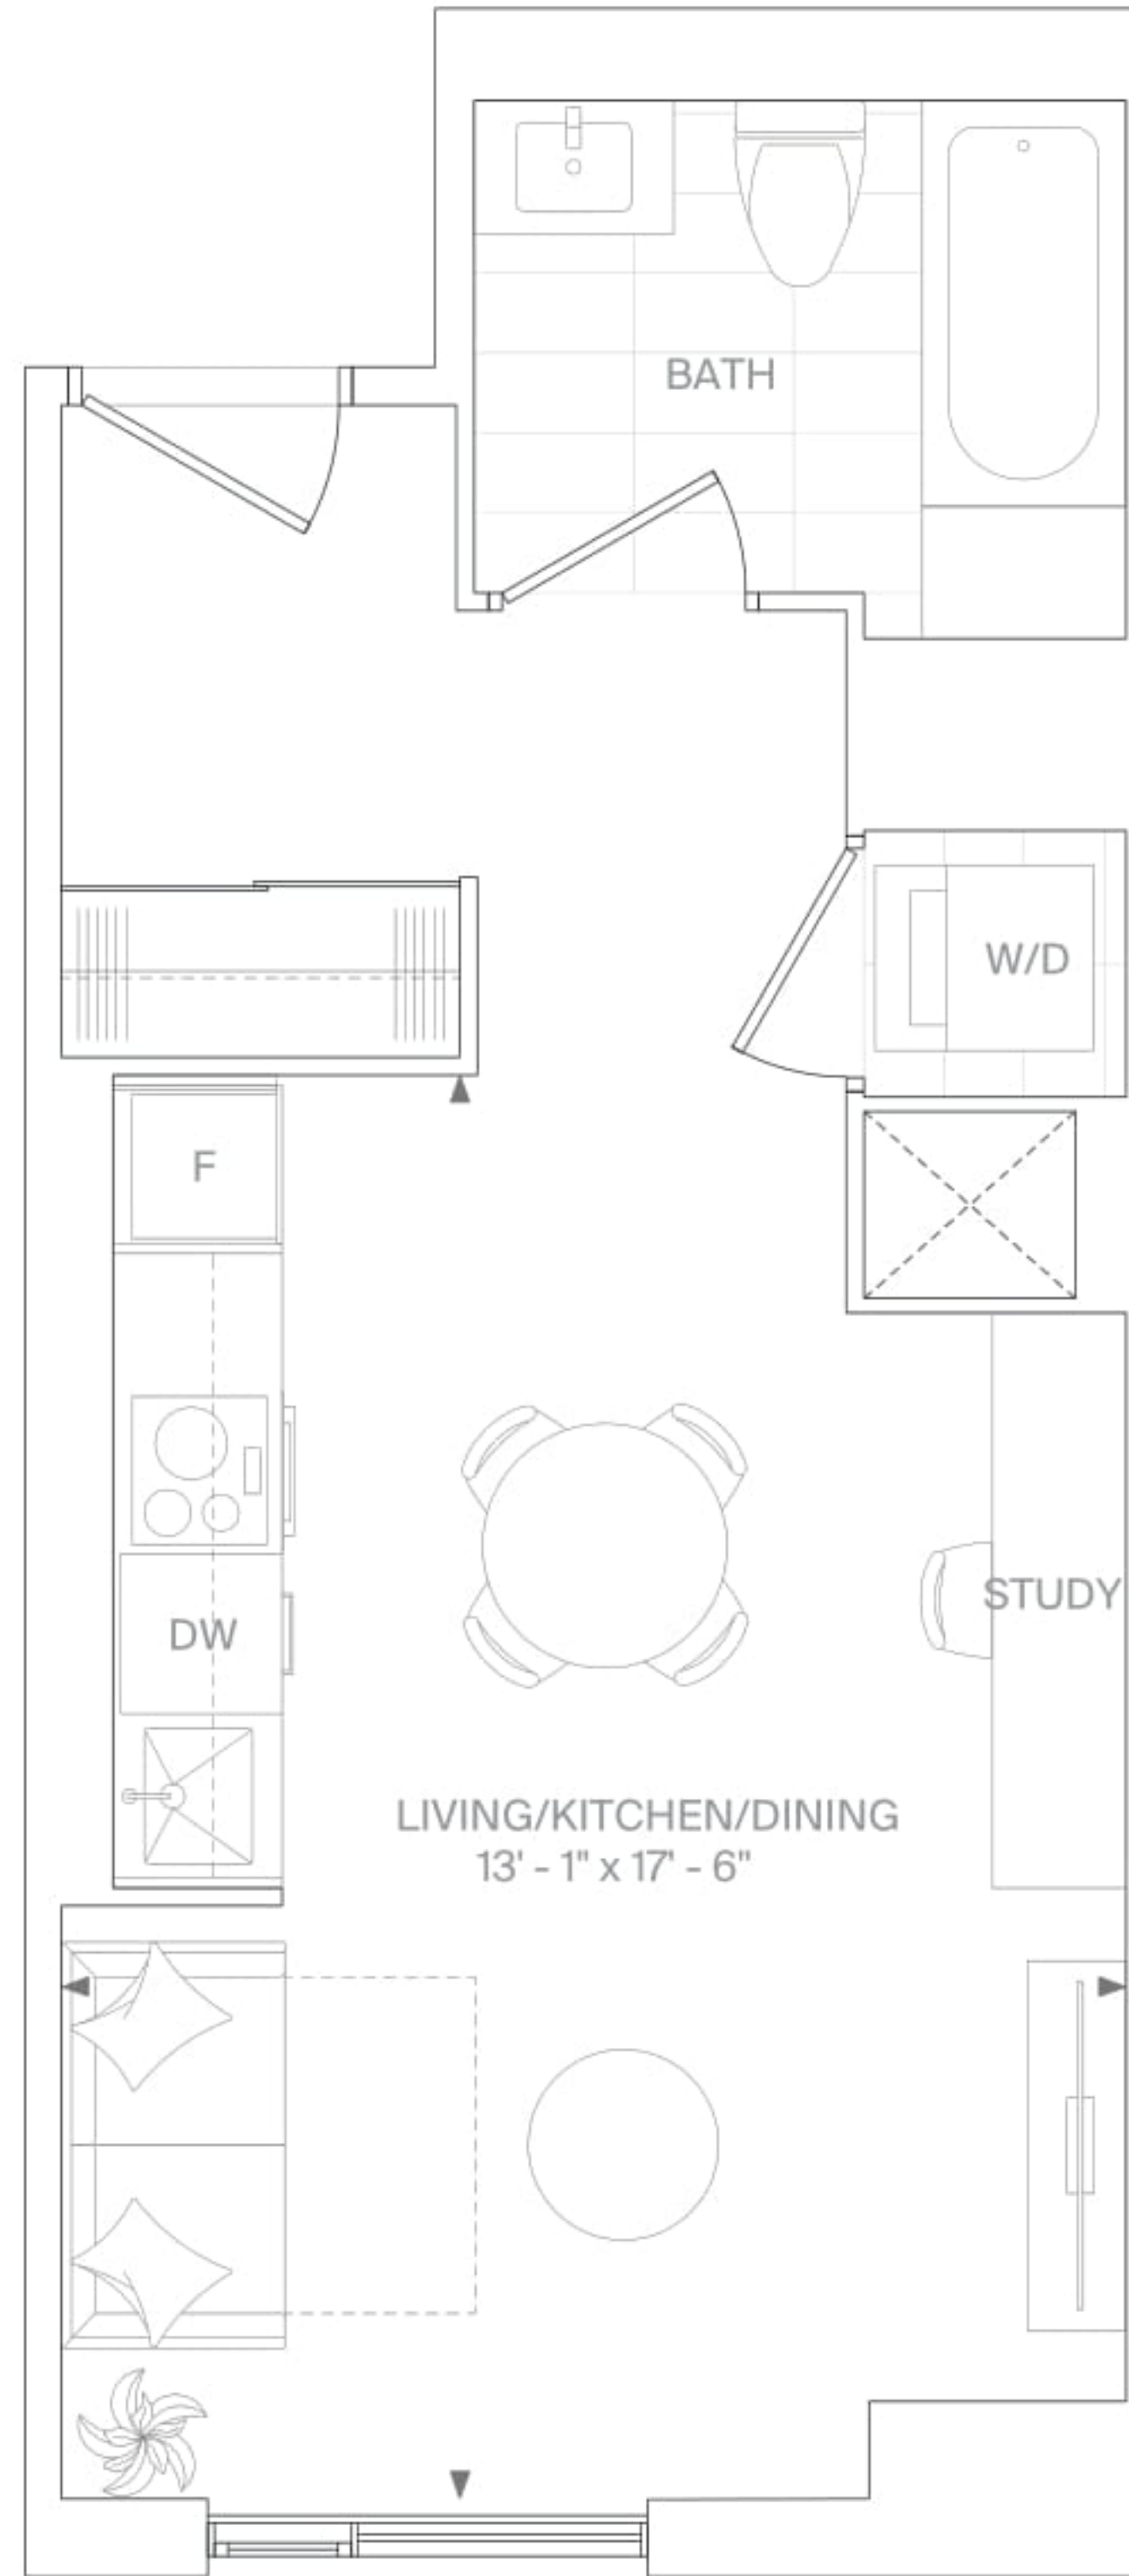 BATH
W/D
F
STUDY
DW
LIVING/KITCHEN/DINING
13' - 1" x 17' - 6"